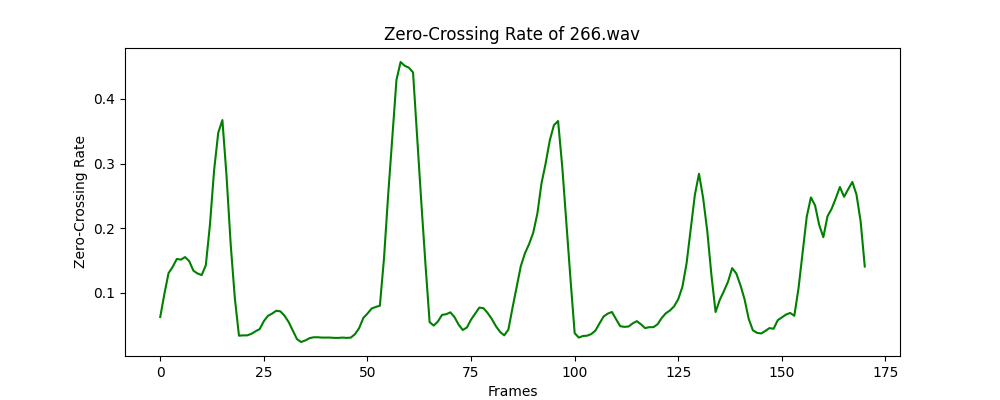 Zero-Crossing Rate of 266.wav
Zero-Crossing Rate
0.4
0.3
0.2
0.1
0 25 50 75 100 125 150 175
Frames